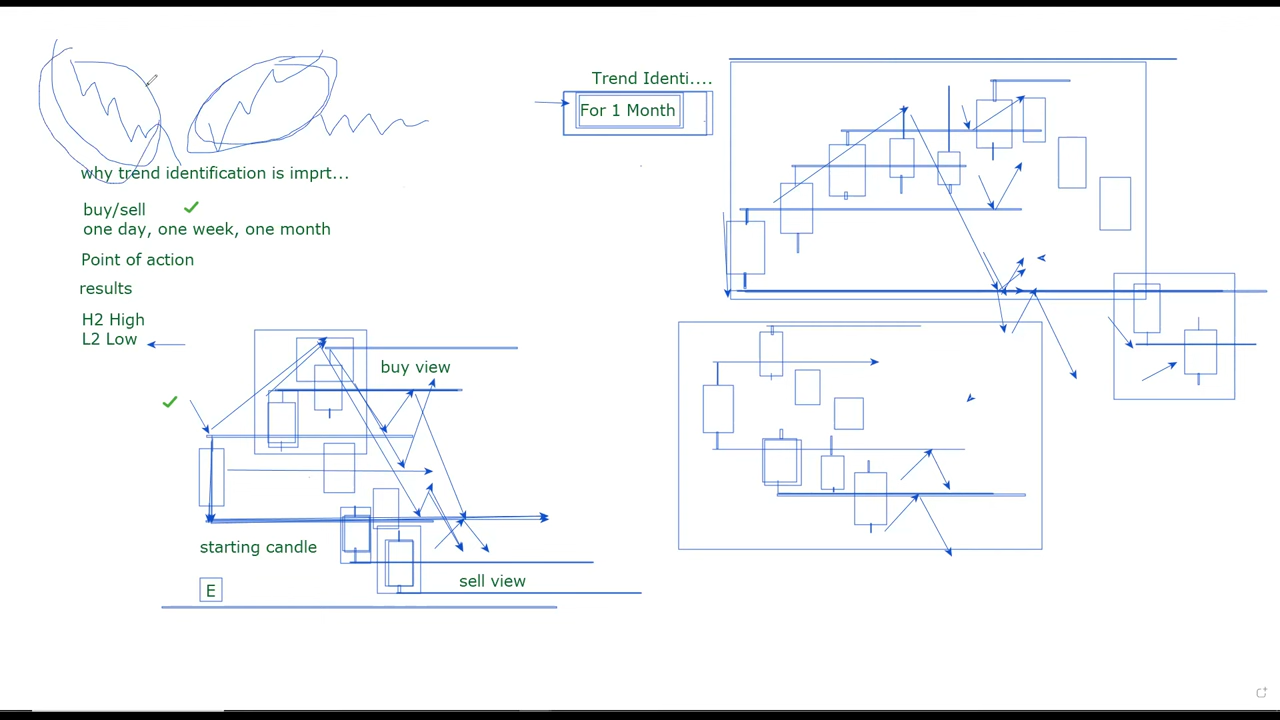 Trend Identi....
For 1 Month
why trend identification is imprt...
buy/sell
one day, one week, one month
Point of action
results
H2 High
L2 Low
buy view
starting candle
sell view
E